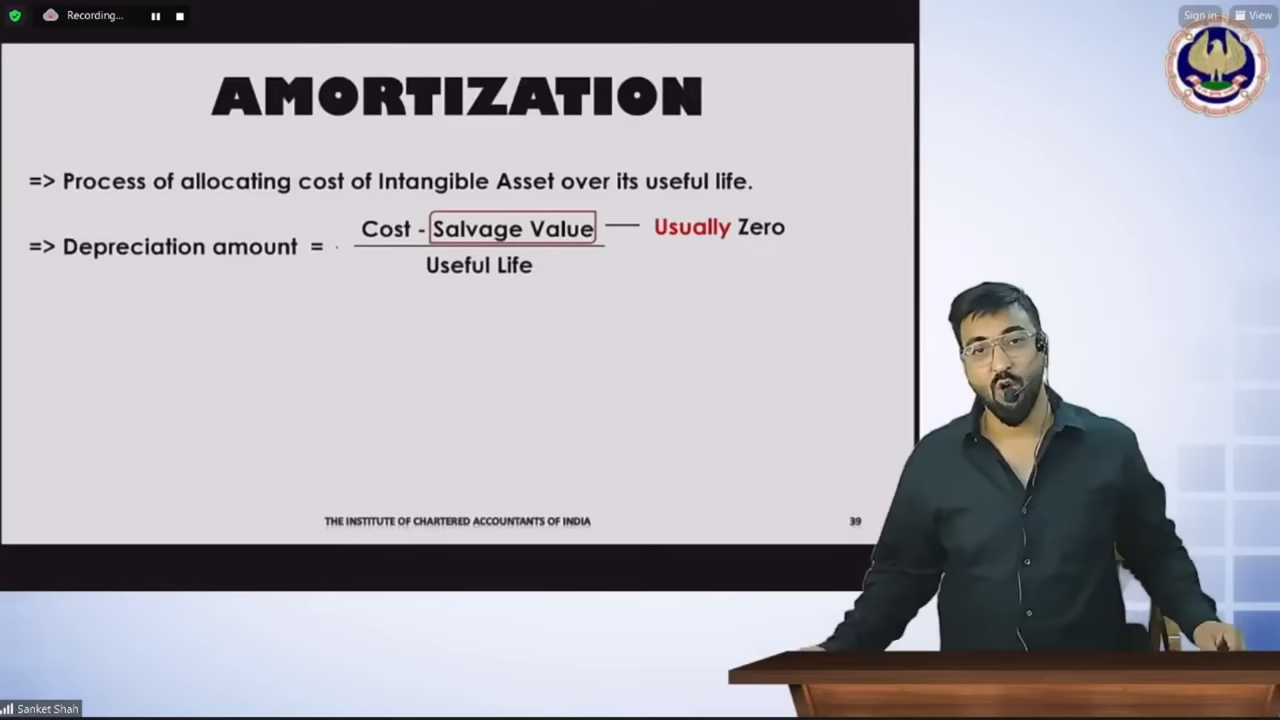 Recording...
Sign in
View
AMORTIZATION
=> Process of allocating cost of Intangible Asset over its useful life.
=> Depreciation amount = Cost - Salvage Value — Usually Zero
Useful Life
THE INSTITUTE OF CHARTERED ACCOUNTANTS OF INDIA
39
Sanket Shah